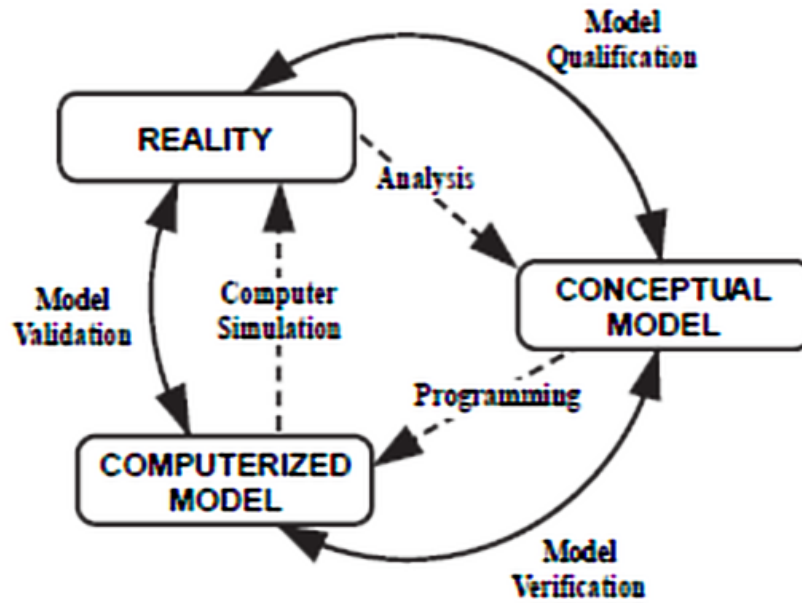 Model
Qualification
REALITY
Analysis
Model
Validation
Computer
Simulation
CONCEPTUAL
MODEL
Programming
COMPUTERIZED
MODEL
Model
Verification